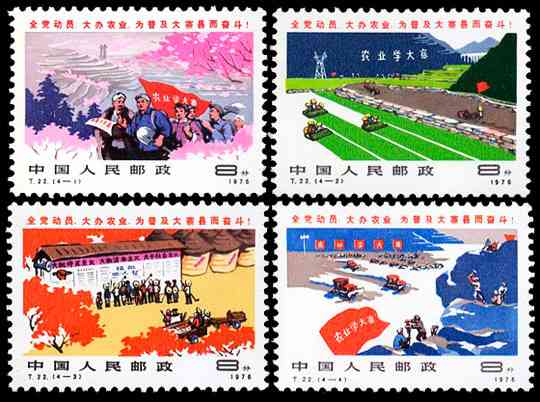 全党动员，大办农业，为普及大寨县而奋斗！
农业学大寨
中国人民邮政 8分
T.22.(4—1) 1976
全党动员，大办农业，为普及大寨县而奋斗！
农业学大寨
中国人民邮政 8分
T.22.(4—2) 1976
全党动员，大办农业，为普及大寨县而奋斗！
中国人民邮政 8分
T.22.(4—3) 1976
全党动员，大办农业，为普及大寨县而奋斗！
农业学大寨
农业学大寨
中国人民邮政 8分
T.22.(4—4) 1976